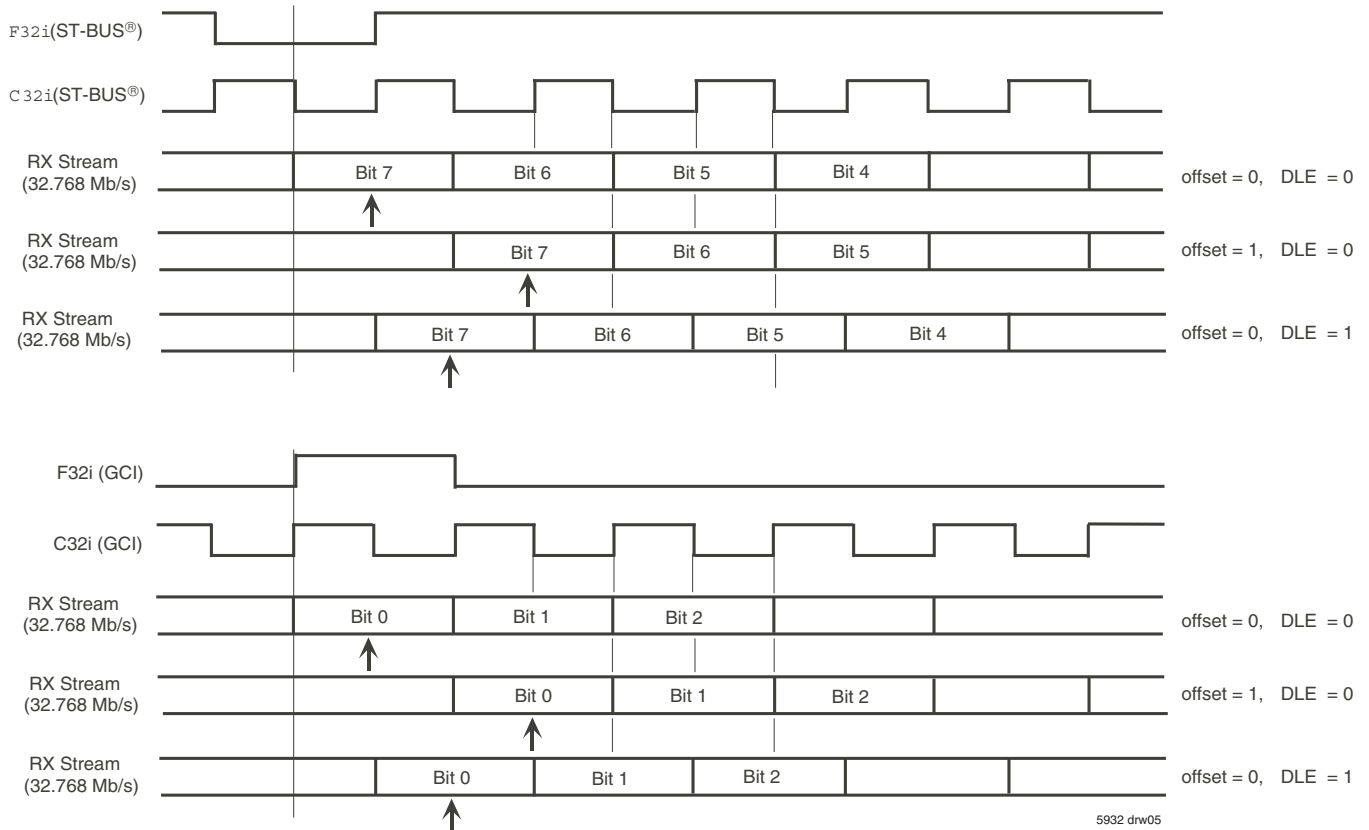 F32i(ST-BUS®)
C32i(ST-BUS®)
RX Stream
(32.768 Mb/s)
Bit 7 Bit 6 Bit 5 Bit 4
offset = 0, DLE = 0
RX Stream
(32.768 Mb/s)
Bit 7 Bit 6 Bit 5
offset = 1, DLE = 0
RX Stream
(32.768 Mb/s)
Bit 7 Bit 6 Bit 5 Bit 4
offset = 0, DLE = 1
F32i (GCI)
C32i (GCI)
RX Stream
(32.768 Mb/s)
Bit 0 Bit 1 Bit 2
offset = 0, DLE = 0
RX Stream
(32.768 Mb/s)
Bit 0 Bit 1 Bit 2
offset = 1, DLE = 0
RX Stream
(32.768 Mb/s)
Bit 0 Bit 1 Bit 2
offset = 0, DLE = 1
5932 drw05